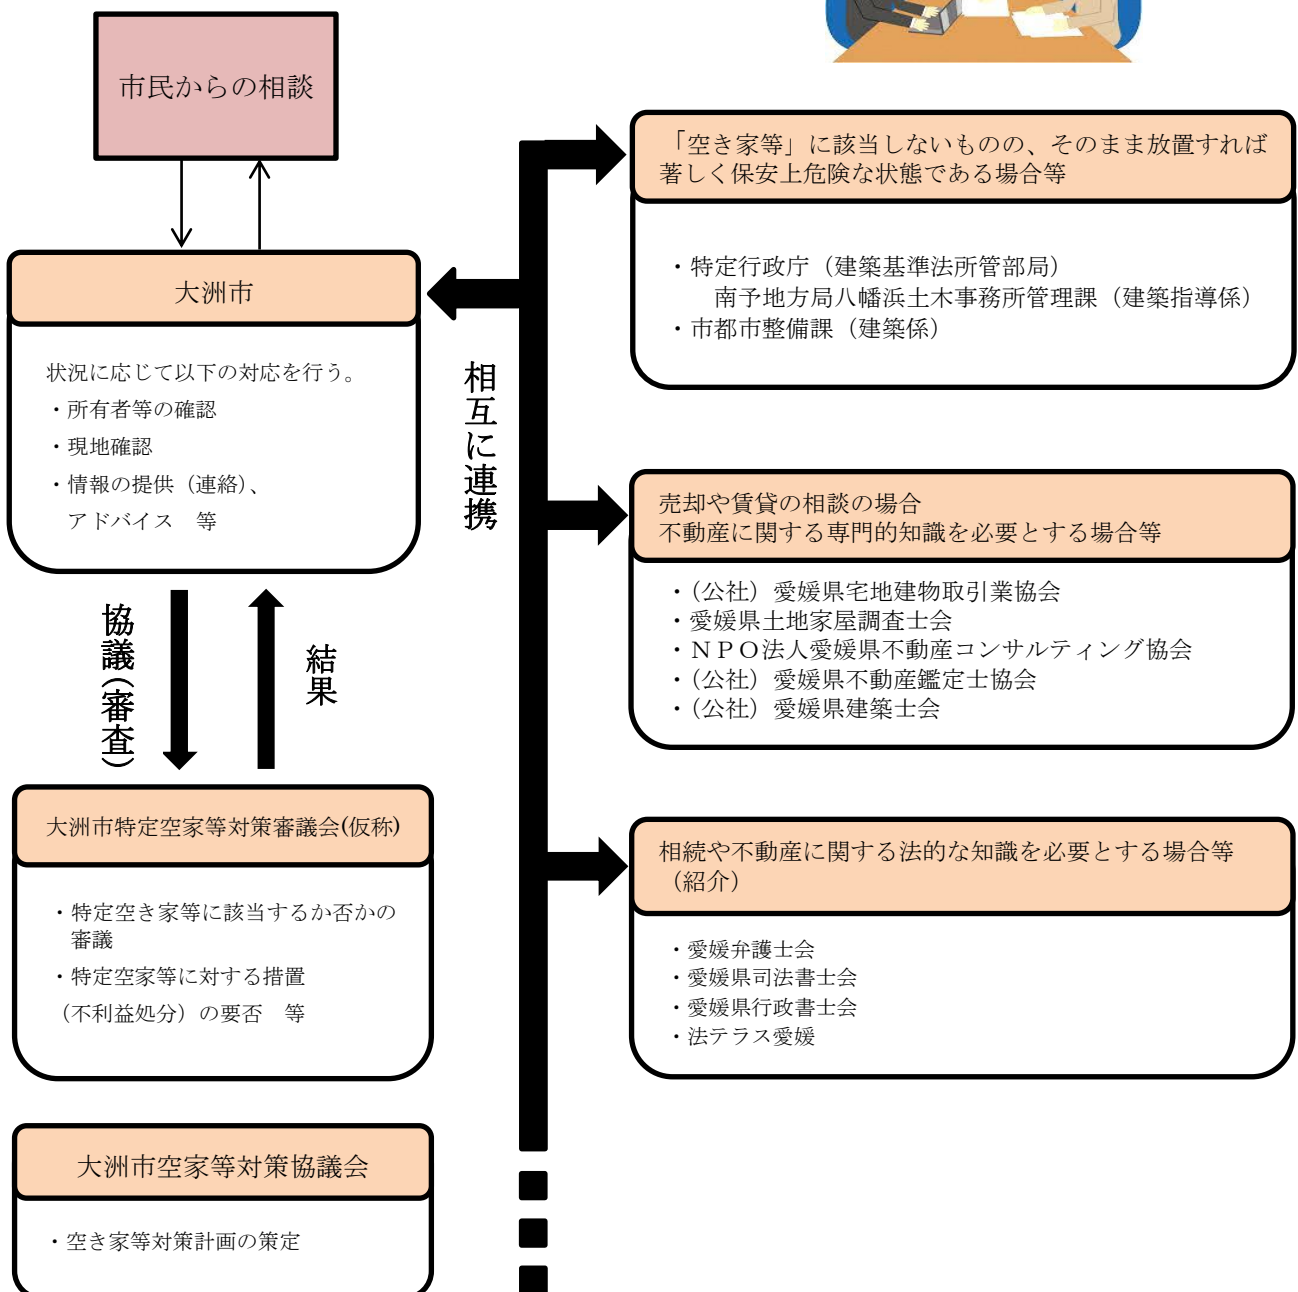 市民からの相談
大洲市
状況に応じて以下の対応を行う。
・所有者等の確認
・現地確認
・情報の提供（連絡）、
アドバイス　等
協議（審査）
結果
大洲市特定空家等対策審議会(仮称)
・特定空き家等に該当するか否かの
審議
・特定空家等に対する措置
（不利益処分）の要否　等
大洲市空家等対策協議会
・空き家等対策計画の策定
相互に連携
「空き家等」に該当しないものの、そのまま放置すれば
著しく保安上危険な状態である場合等
・特定行政庁（建築基準法所管部局）
南予地方局八幡浜土木事務所管理課（建築指導係）
・市都市整備課（建築係）
売却や賃貸の相談の場合
不動産に関する専門的知識を必要とする場合等
・（公社）愛媛県宅地建物取引業協会
・愛媛県土地家屋調査士会
・ＮＰＯ法人愛媛県不動産コンサルティング協会
・（公社）愛媛県不動産鑑定士協会
・（公社）愛媛県建築士会
相続や不動産に関する法的な知識を必要とする場合等
（紹介）
・愛媛弁護士会
・愛媛県司法書士会
・愛媛県行政書士会
・法テラス愛媛